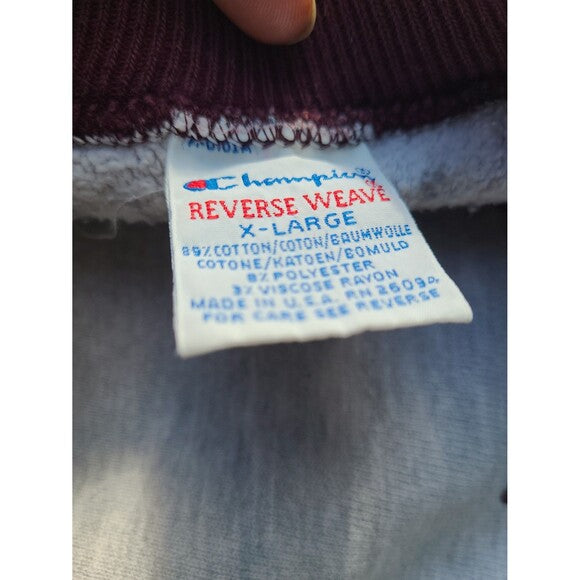 Champion
REVERSE WEAVE
X-LARGE
89% COTTON/COTON/BAUMWOLLE
COTONE/KATOEN/BOMULD
8% POLYESTER
3% VISCOSE RAYON
MADE IN U.S.A. RN 26094
FOR CARE SEE REVERSE